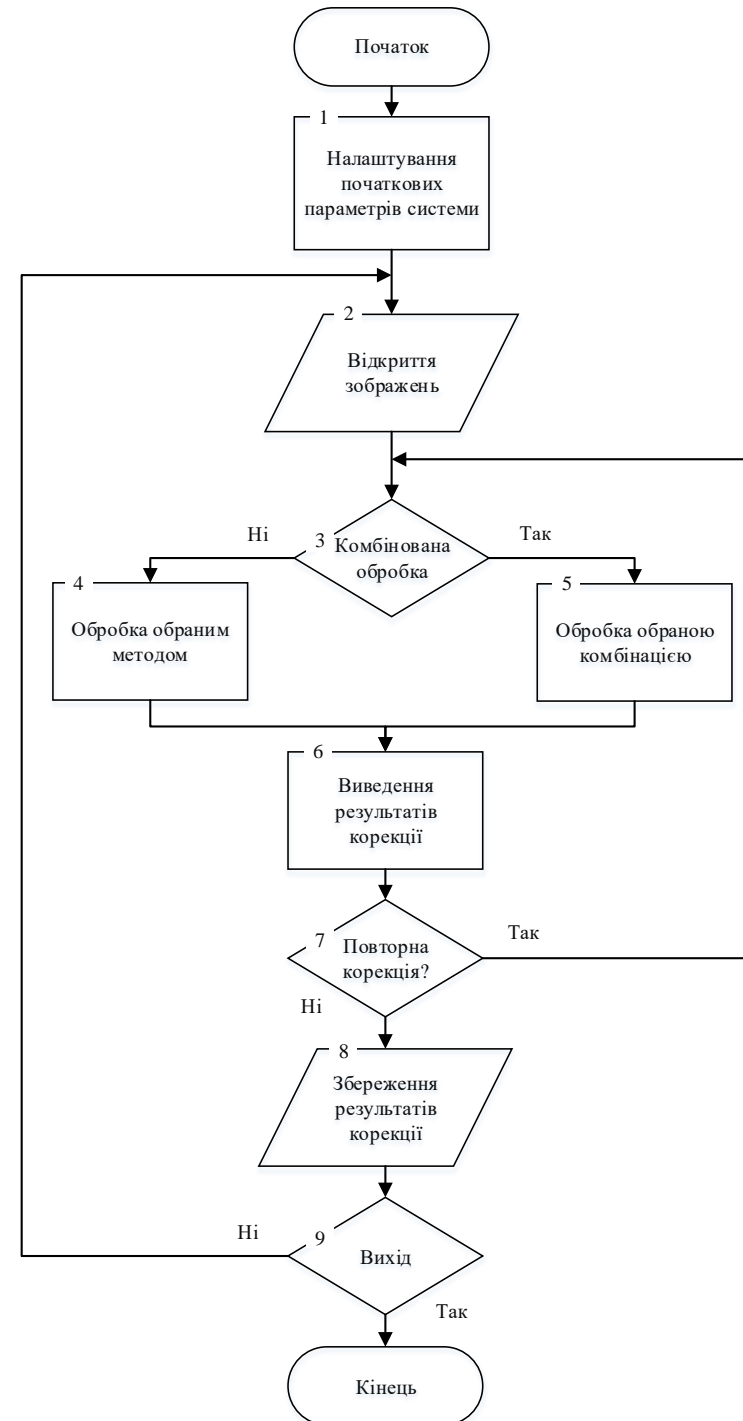 Початок
1
Налаштування
початкових
параметрів системи
2
Відкриття
зображень
Ні
3
Комбінована
обробка
Так
4
Обробка обраним
методом
5
Обробка обраною
комбінацією
6
Виведення
результатів
корекції
7
Повторна
корекція?
Так
Ні
8
Збереження
результатів
корекції
Ні
9
Вихід
Так
Кінець